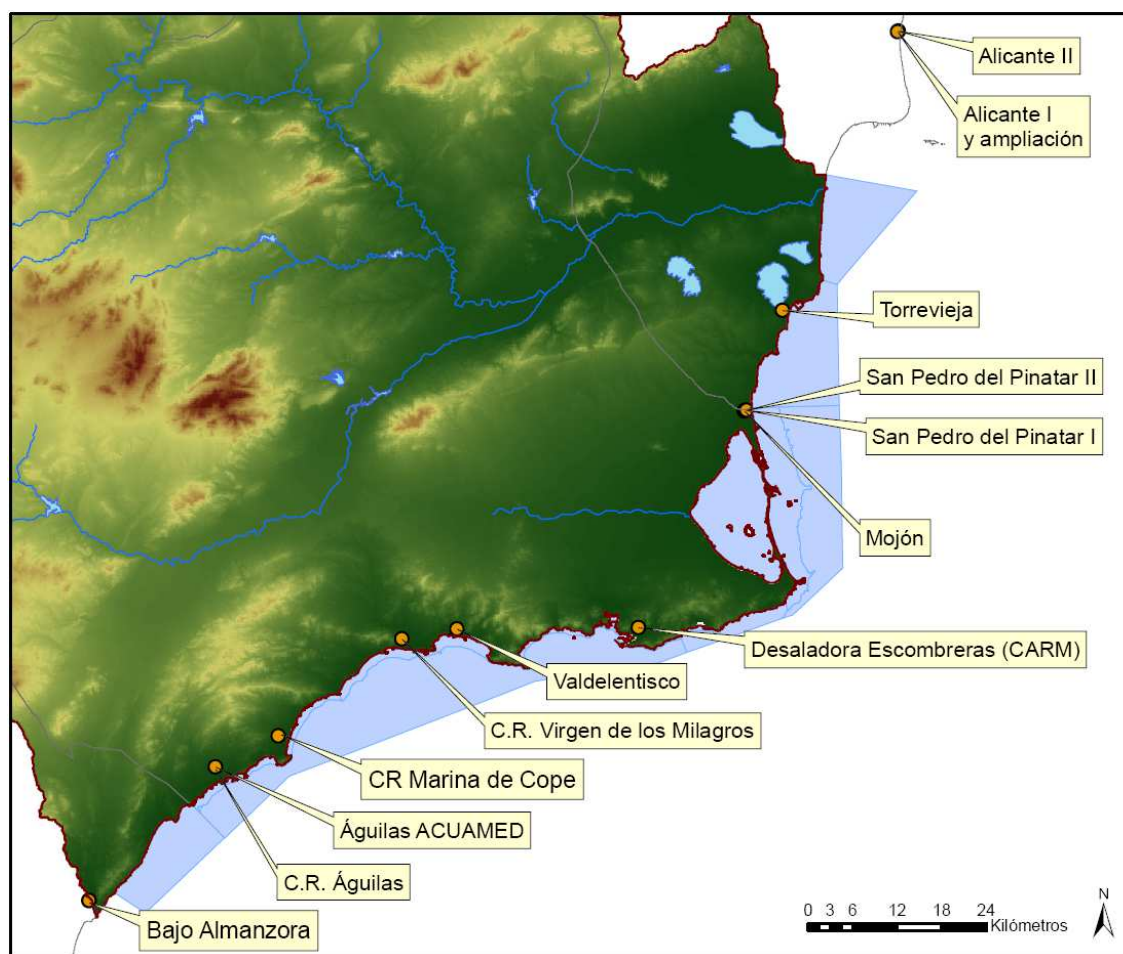 Alicante II
Alicante I
y ampliación
Torrevieja
San Pedro del Pinatar II
San Pedro del Pinatar I
Mojón
Desaladora Escombreras (CARM)
Valdelentisco
C.R. Virgen de los Milagros
CR Marina de Cope
Águilas ACUAMED
C.R. Águilas
Bajo Almanzora
N
0 3 6 12 18 24
Kilómetros